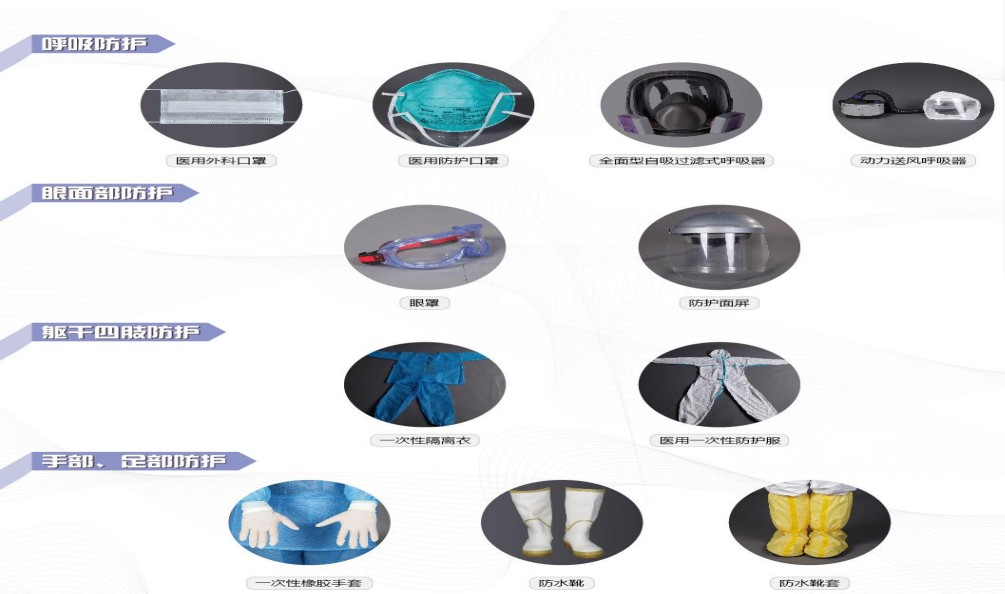 呼吸防护
医用外科口罩
医用防护口罩
全面型自吸过滤式呼吸器
动力送风呼吸器
眼面部防护
眼罩
防护面屏
躯干四肢防护
一次性隔离衣
医用一次性防护服
手部、足部防护
一次性橡胶手套
防水靴
防水靴套